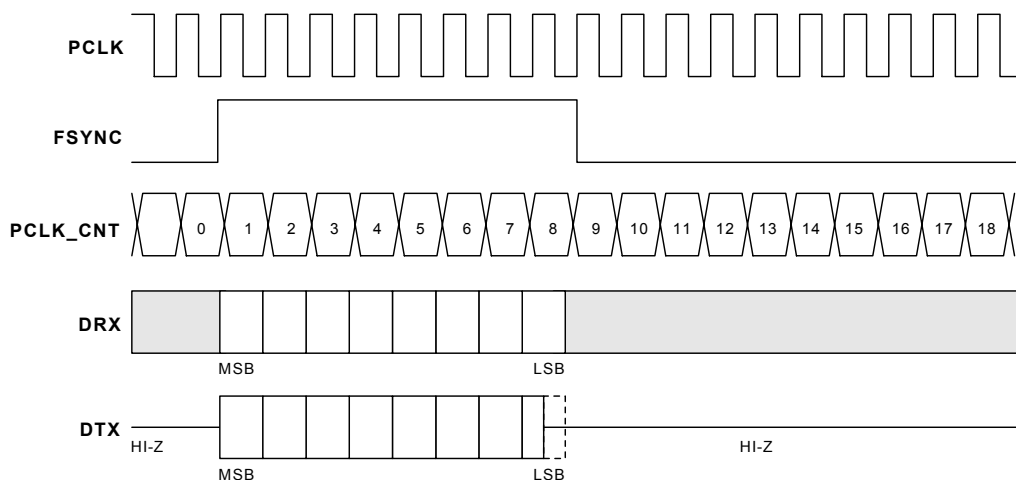 PCLK
FSYNC
PCLK_CNT 0 1 2 3 4 5 6 7 8 9 10 11 12 13 14 15 16 17 18
DRX
MSB LSB
DTX
HI-Z HI-Z
MSB LSB